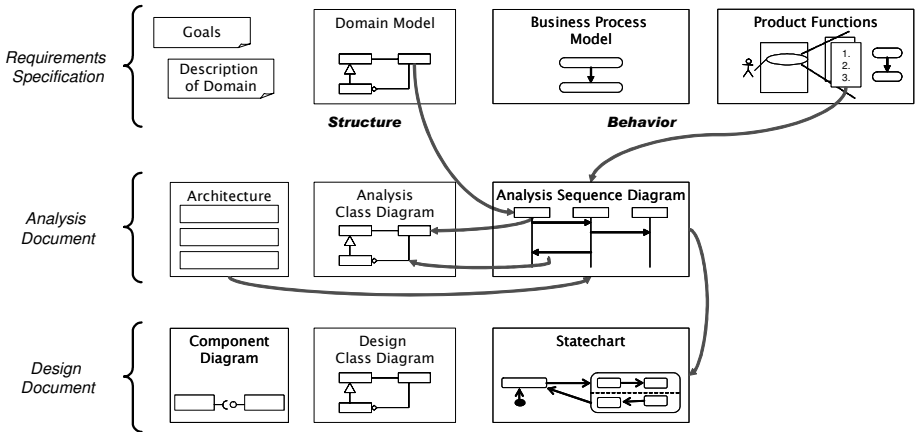 Requirements
Specification
Goals
Description
of Domain
Domain Model
Business Process
Model
Product Functions
1.
2.
3.
Structure
Behavior
Analysis
Document
Architecture
Analysis
Class Diagram
Analysis Sequence Diagram
Design
Document
Component
Diagram
Design
Class Diagram
Statechart